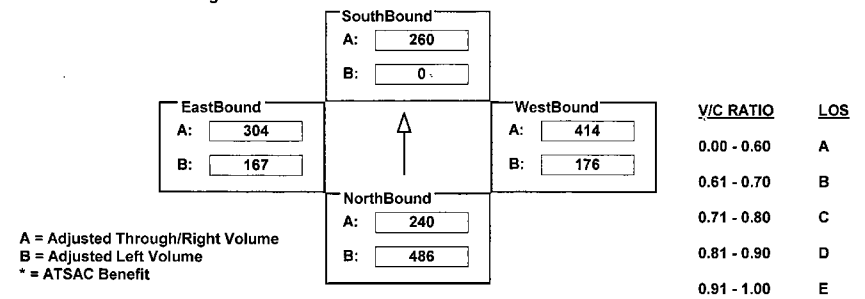 SouthBound
A: 260
B: 0
EastBound
A: 304
B: 167
WestBound
A: 414
B: 176
NorthBound
A: 240
B: 486
A = Adjusted Through/Right Volume
B = Adjusted Left Volume
* = ATSAC Benefit
V/C RATIO LOS
0.00 - 0.60 A
0.61 - 0.70 B
0.71 - 0.80 C
0.81 - 0.90 D
0.91 - 1.00 E